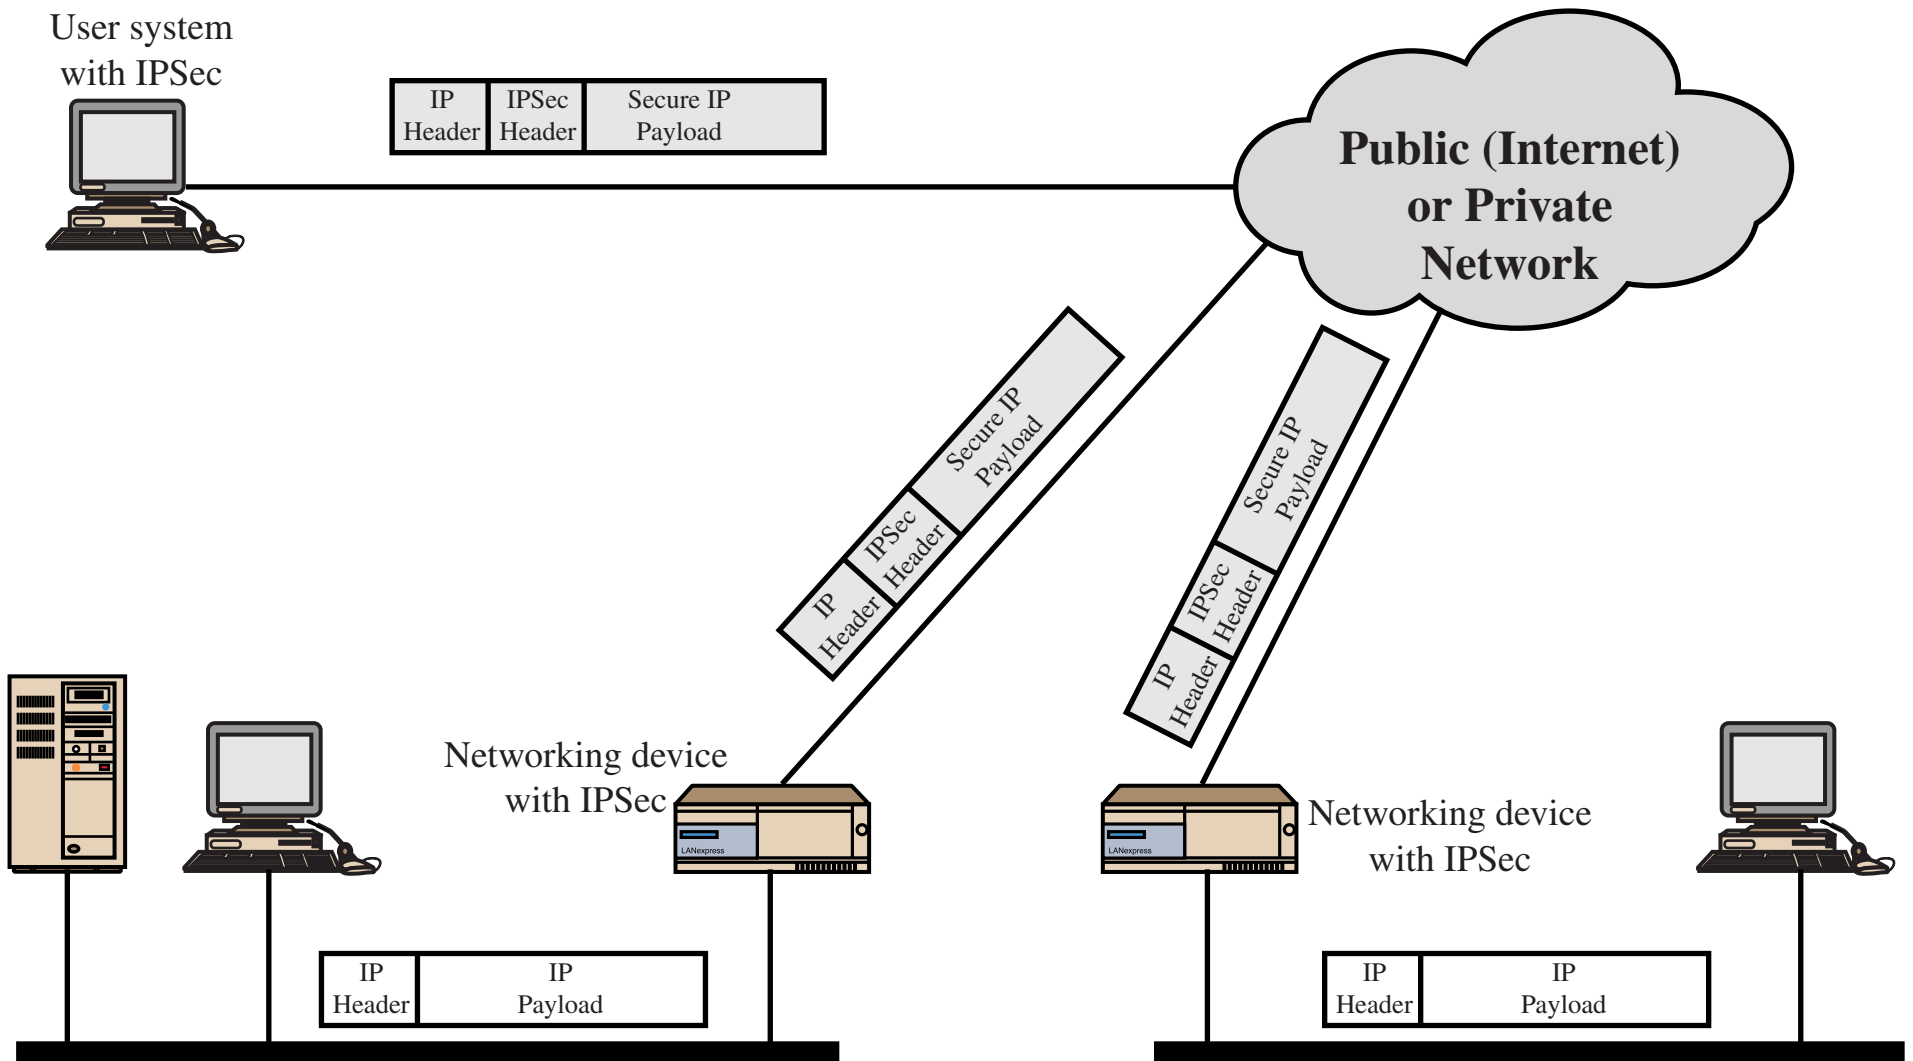 User system
with IPSec
IP
Header
IPSec
Header
Secure IP
Payload
Public (Internet)
or Private
Network
IP
Header
IPSec
Header
Secure IP
Payload
IP
Header
IPSec
Header
Secure IP
Payload
Networking device
with IPSec
LANexpress
LANexpress
Networking device
with IPSec
IP
Header
IP
Payload
IP
Header
IP
Payload